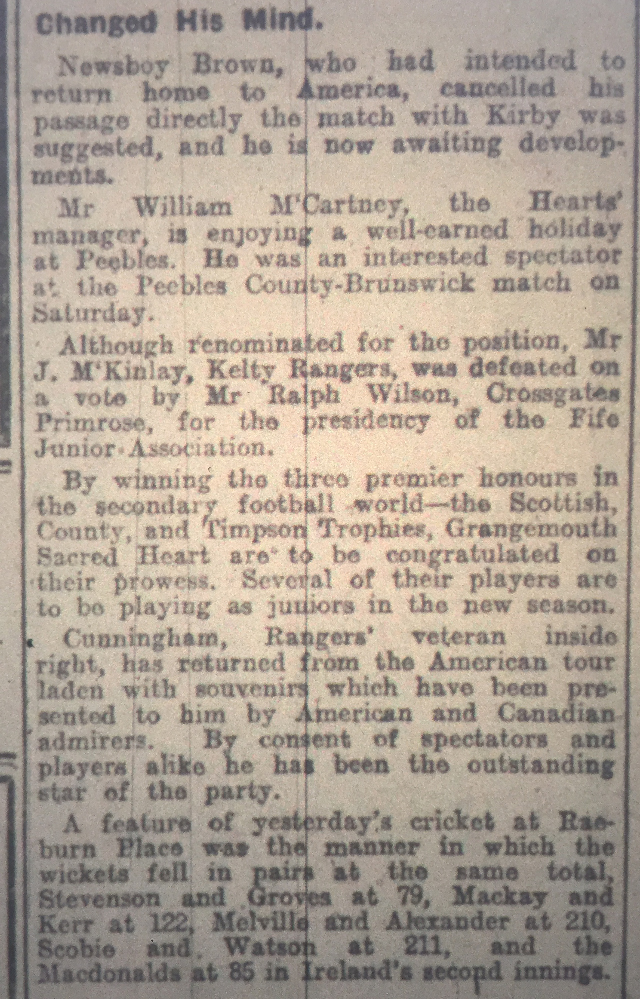 Changed His Mind.
Newsboy Brown, who had intended to
return home to America, cancelled his
passage directly the match with Kirby was
suggested, and he is now awaiting develop-
ments.
Mr William M'Cartney, the Hearts'
manager, is enjoying a well-earned holiday
at Peebles. He was an interested spectator
at the Peebles County-Brunswick match on
Saturday.
Although renominated for the position, Mr
J. M'Kinlay, Kelty Rangers, was defeated on
a vote by Mr Ralph Wilson, Crossgates
Primrose, for the presidency of the Fife
Junior Association.
By winning the three premier honours in
the secondary football world—the Scottish,
County, and Timpson Trophies, Grangemouth
Sacred Heart are to be congratulated on
their prowess. Several of their players are
to be playing as juniors in the new season.
Cunningham, Rangers' veteran inside
right, has returned from the American tour
laden with souvenirs which have been pre-
sented to him by American and Canadian
admirers. By consent of spectators and
players alike he has been the outstanding
star of the party.
A feature of yesterday's cricket at Rae-
burn Place was the manner in which the
wickets fell in pairs at the same total,
Stevenson and Groves at 79, Mackay and
Kerr at 122, Melville and Alexander at 210,
Scobie and Watson at 211, and the
Macdonalds at 85 in Ireland's second innings.